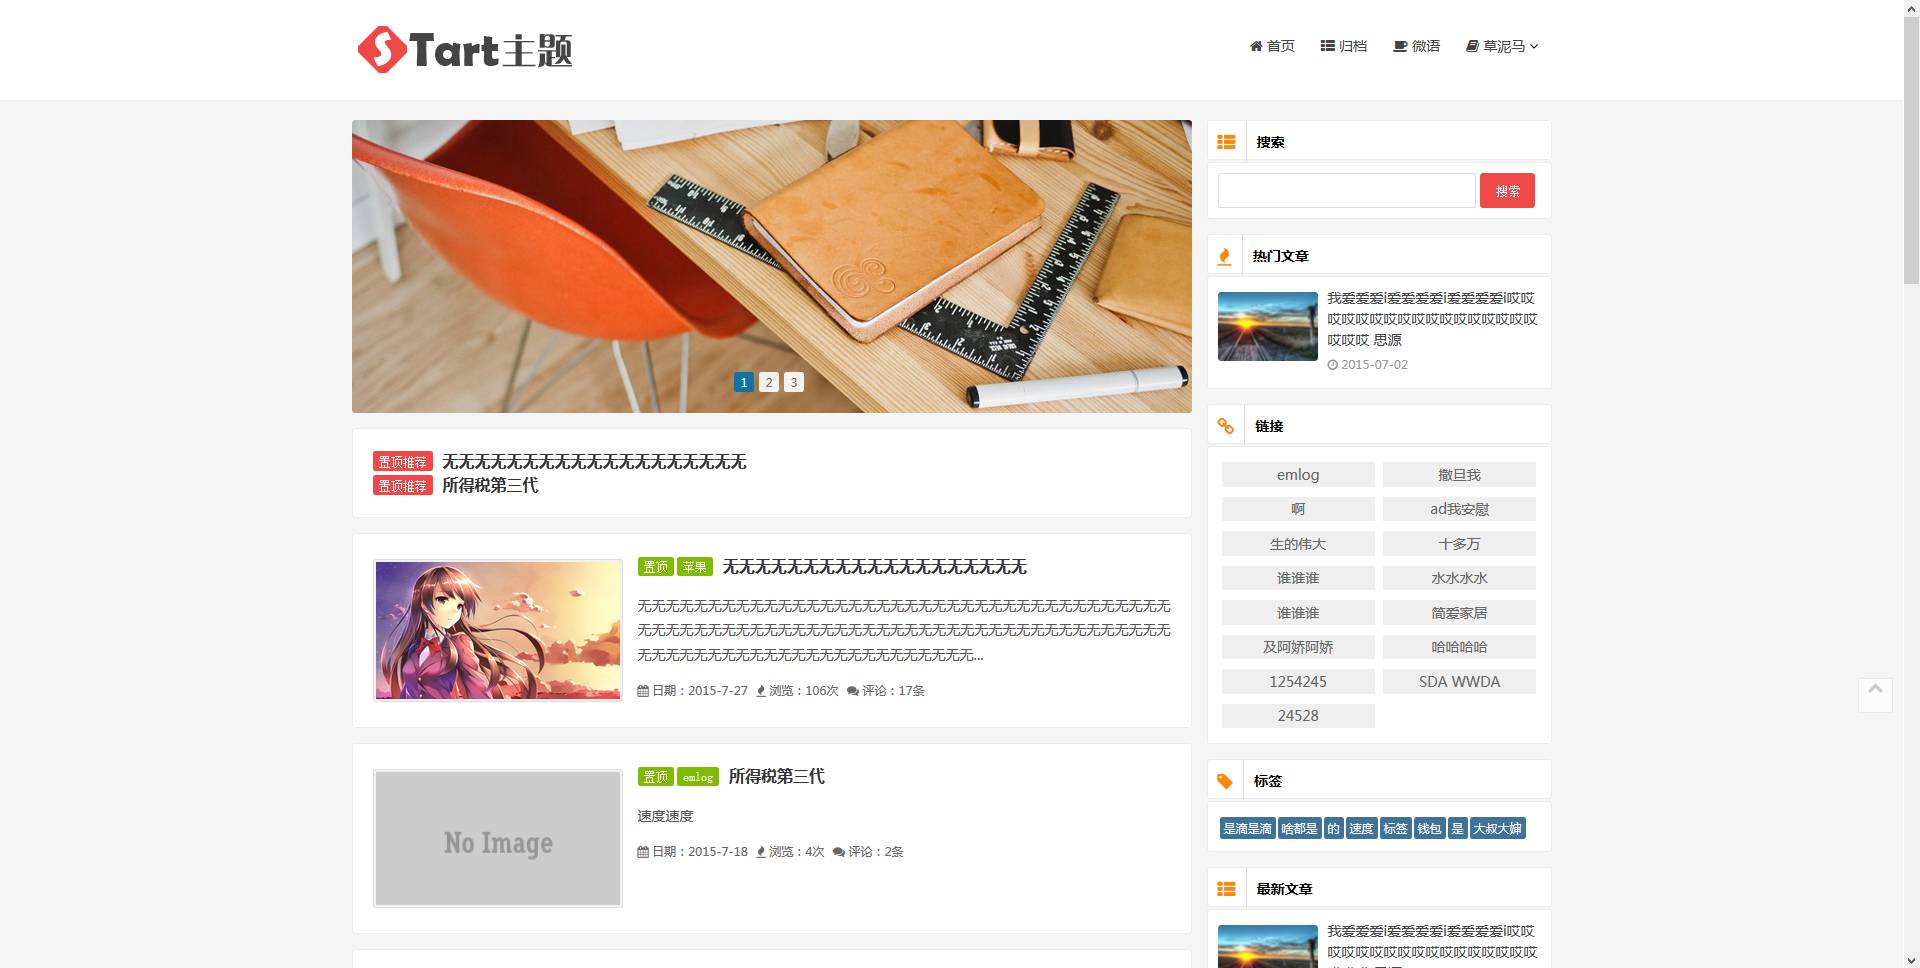 STart主题
首页 归档 微语 草泥马
1 2 3
置顶推荐 无无无无无无无无无无无无无无无无无无无
置顶推荐 所得税第三代
置顶 苹果 无无无无无无无无无无无无无无无无无无无
无无无无无无无无无无无无无无无无无无无无无无无无无无无无无无无无无无无无无无
无无无无无无无无无无无无无无无无无无无无无无无无无无无无无无无无无无无无无无
无无无无无无无无无无无无无无无无无无无无无无无无...
日期：2015-7-27 浏览：106次 评论：17条
No Image
置顶 emlog 所得税第三代
速度速度
日期：2015-7-18 浏览：4次 评论：2条
搜索
搜索
热门文章
我爱爱爱i爱爱爱爱i爱爱爱爱i哎哎
哎哎哎哎哎哎哎哎哎哎哎哎哎哎哎
哎哎哎 思源
2015-07-02
链接
emlog 撒旦我
啊 ad我安慰
生的伟大 十多万
谁谁谁 水水水水
谁谁谁 简爱家居
及阿娇阿娇 哈哈哈哈
1254245 SDA WWDA
24528
标签
是滴是滴 啥都是 的 速度 标签 钱包 是 大叔大婶
最新文章
我爱爱爱i爱爱爱爱i爱爱爱爱i哎哎
哎哎哎哎哎哎哎哎哎哎哎哎哎哎哎